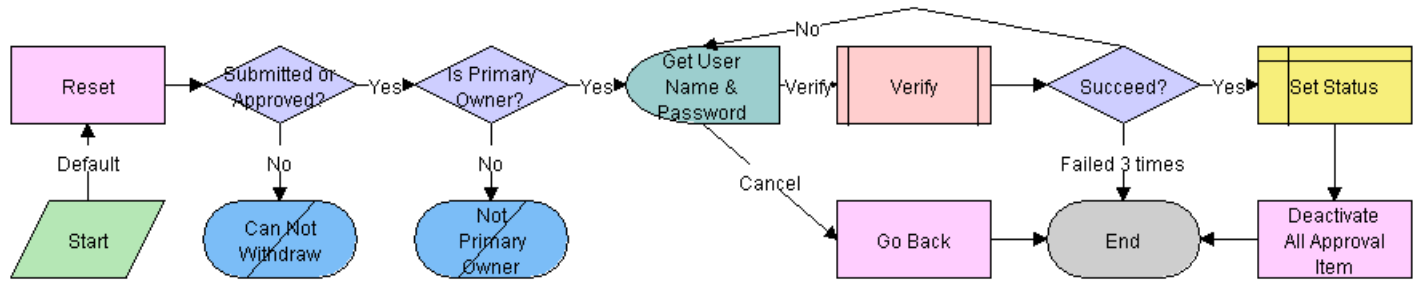 No
Reset
Submitted or
Approved?
Yes
Is Primary
Owner?
Yes
Get User
Name &
Password
Verify
Verify
Succeed?
Yes
Set Status
Default
No
No
Cancel
Failed 3 times
Start
Can Not
Withdraw
Not
Primary
Owner
Go Back
End
Deactivate
All Approval
Item